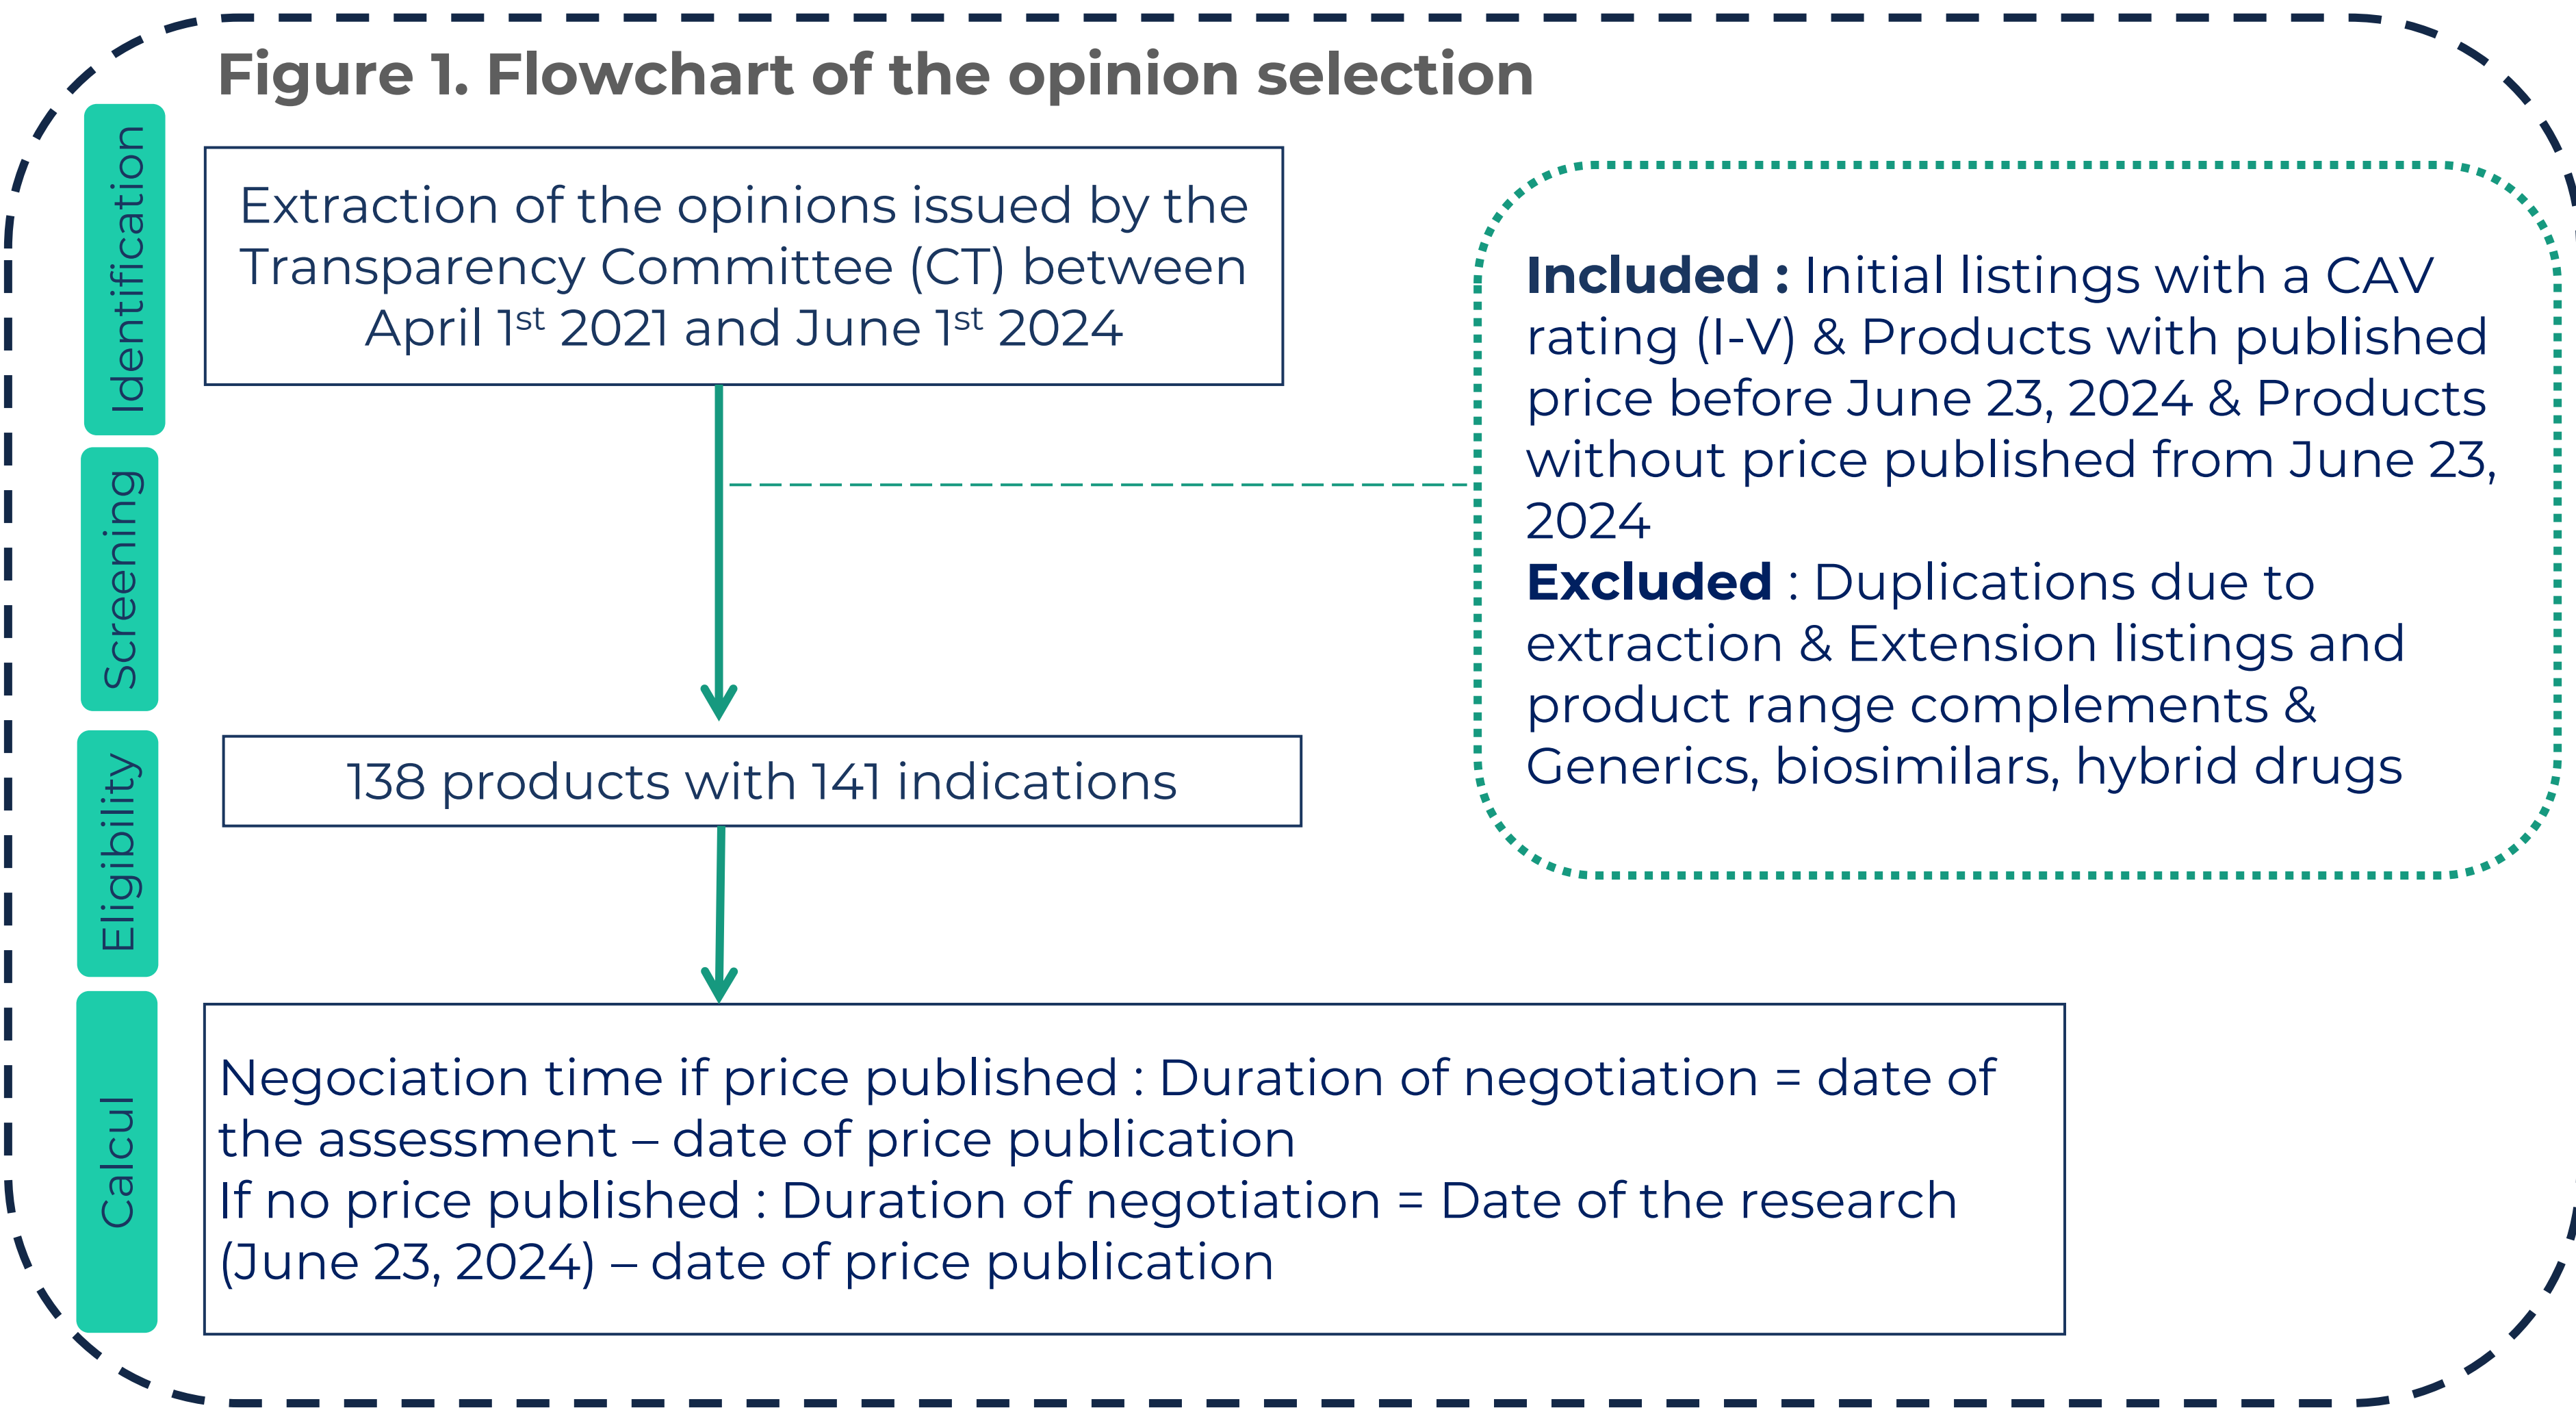 Figure 1. Flowchart of the opinion selection
Identification
Extraction of the opinions issued by the
Transparency Committee (CT) between
April 1st 2021 and June 1st 2024
Included : Initial listings with a CAV
rating (I-V) & Products with published
price before June 23, 2024 & Products
without price published from June 23,
2024
Excluded : Duplications due to
extraction & Extension listings and
product range complements &
Generics, biosimilars, hybrid drugs
Screening
Eligibility
138 products with 141 indications
Calcul
Negociation time if price published : Duration of negotiation = date of
the assessment – date of price publication
If no price published : Duration of negotiation = Date of the research
(June 23, 2024) – date of price publication